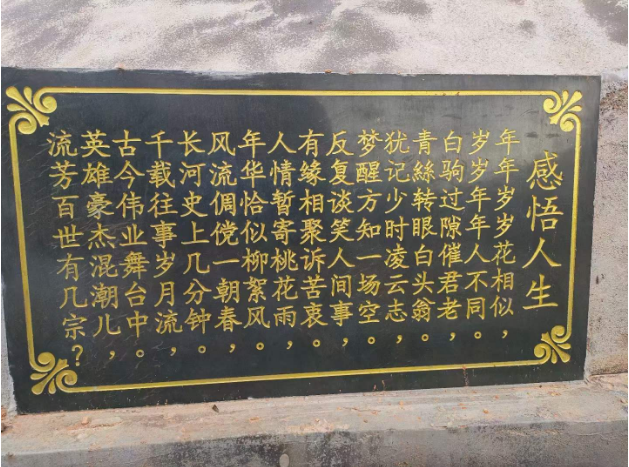 感悟人生
年年岁岁花相似，
岁岁年年人不同。
白驹过隙催君老，
青絲转眼白头翁。
犹记少时凌云志，
梦醒方知一场空。
反复谈笑人间事，
有缘相聚诉苦衷。
人情暂寄桃花雨，
年华恰似柳絮风。
风流倜傥一朝春，
长河史上几分钟。
千载往事岁月流，
古今伟业舞台中。
英雄豪杰混潮儿，
流芳百世有几宗？